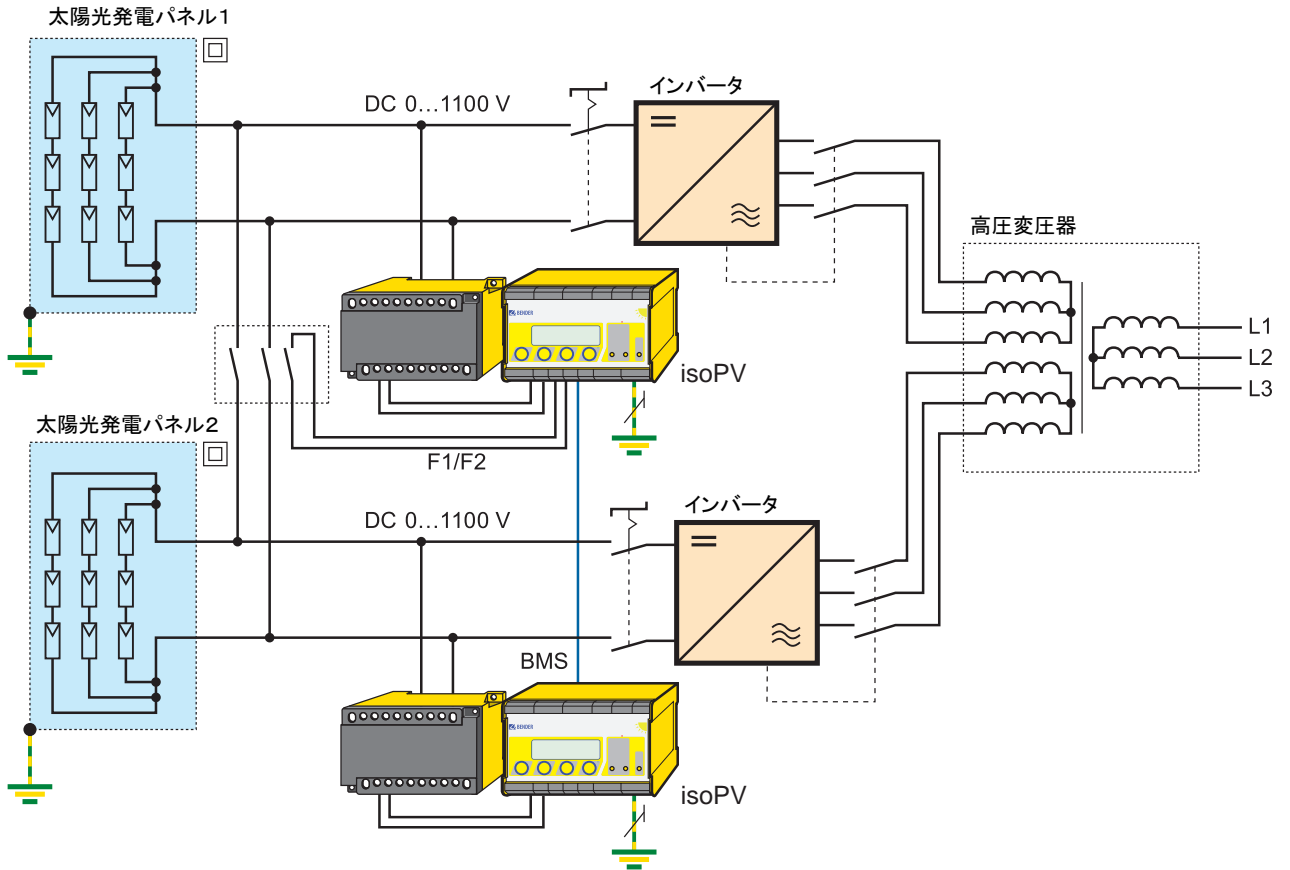 太陽光発電パネル1
DC 0...1100 V
インバータ
高圧変圧器
BENDER
isoPV
L1
L2
L3
太陽光発電パネル2
F1/F2
DC 0...1100 V
インバータ
BMS
BENDER
isoPV